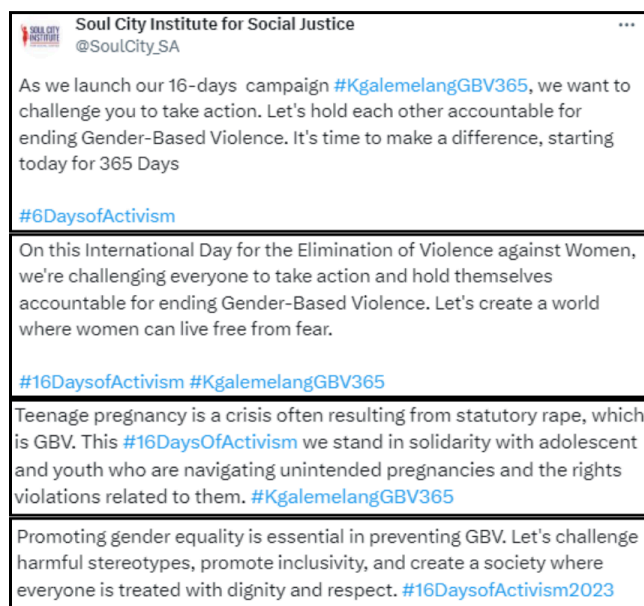 SOUL CITY
INSTITUTE
Soul City Institute for Social Justice
@SoulCity_SA
As we launch our 16-days campaign #KgalemelangGBV365, we want to
challenge you to take action. Let's hold each other accountable for
ending Gender-Based Violence. It's time to make a difference, starting
today for 365 Days
#6DaysofActivism
On this International Day for the Elimination of Violence against Women,
we're challenging everyone to take action and hold themselves
accountable for ending Gender-Based Violence. Let's create a world
where women can live free from fear.
#16DaysofActivism #KgalemelangGBV365
Teenage pregnancy is a crisis often resulting from statutory rape, which
is GBV. This #16DaysOfActivism we stand in solidarity with adolescent
and youth who are navigating unintended pregnancies and the rights
violations related to them. #KgalemelangGBV365
Promoting gender equality is essential in preventing GBV. Let's challenge
harmful stereotypes, promote inclusivity, and create a society where
everyone is treated with dignity and respect. #16DaysofActivism2023